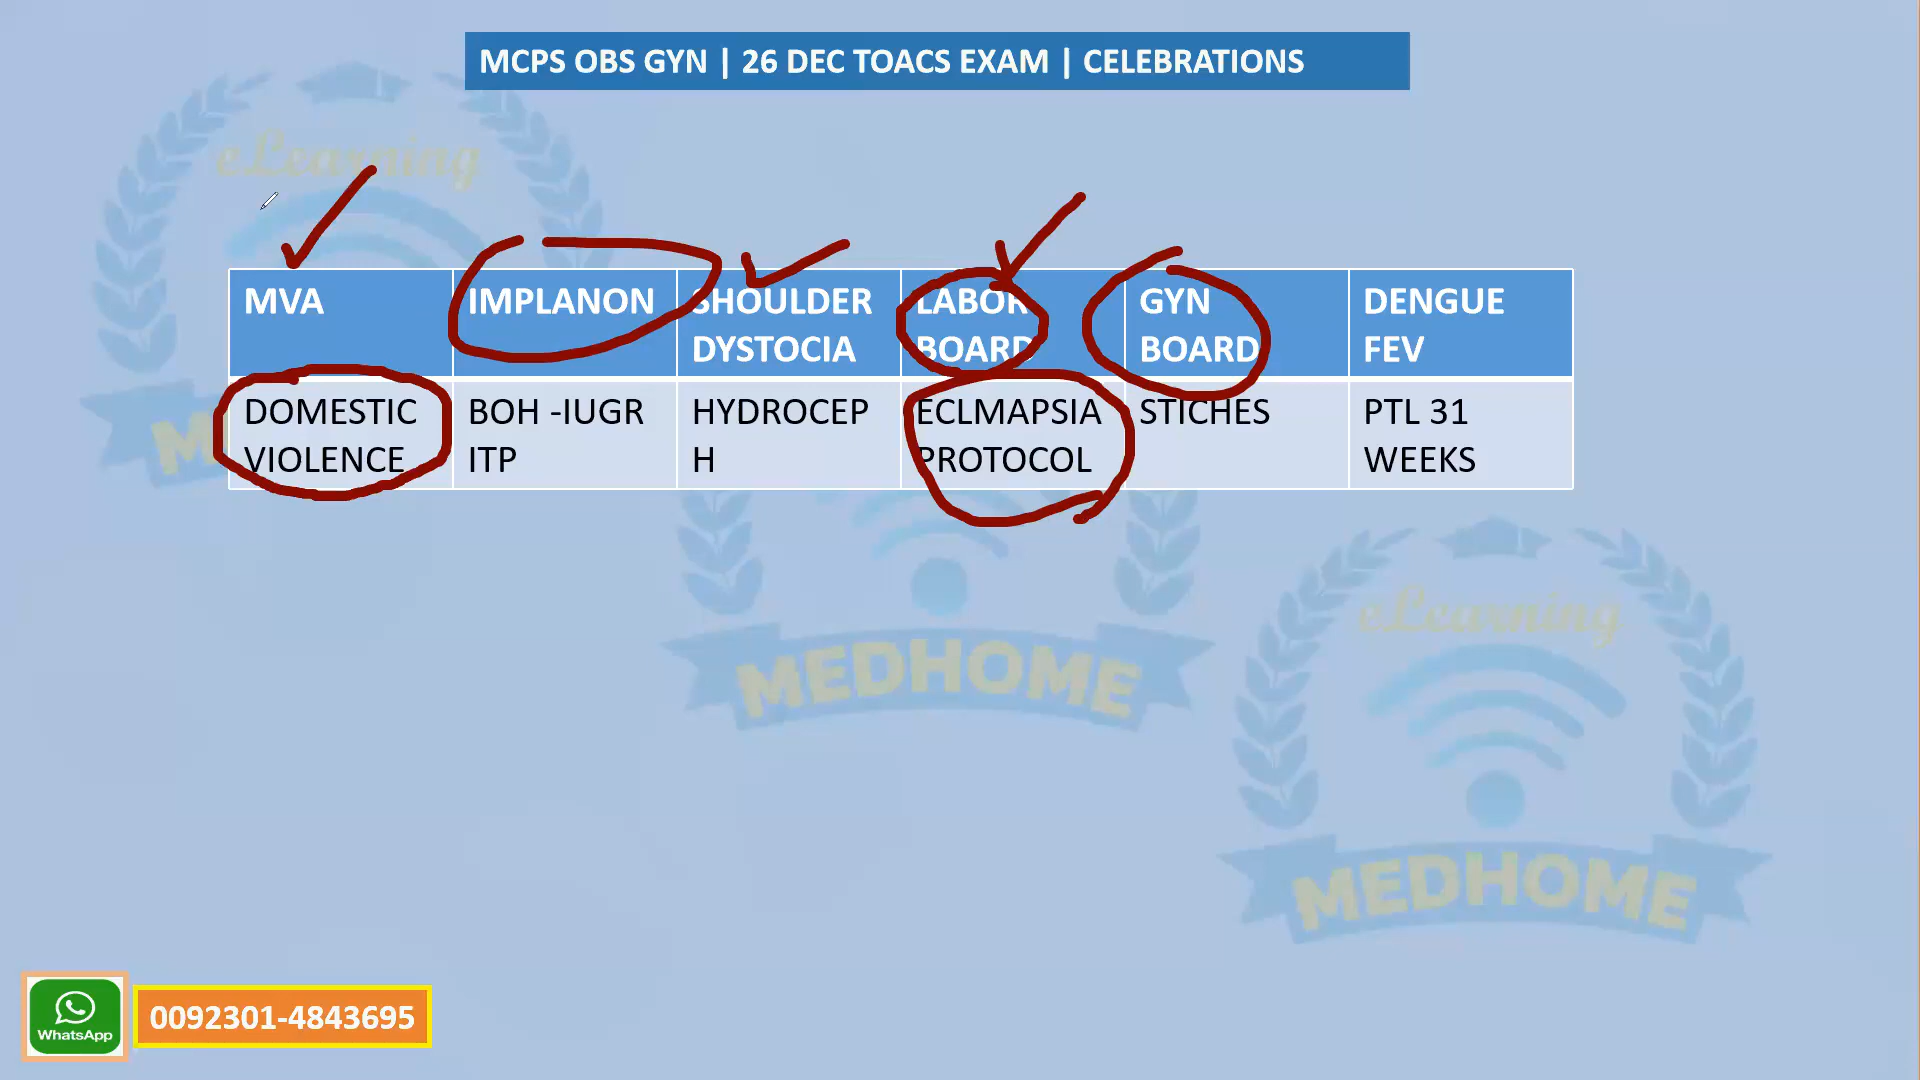 MCPS OBS GYN | 26 DEC TOACS EXAM | CELEBRATIONS
eLearning
MVA
IMPLANON
SHOULDER
DYSTOCIA
LABOR
BOARD
GYN
BOARD
DENGUE
FEV
DOMESTIC
VIOLENCE
BOH -IUGR
ITP
HYDROCEP
H
ECLMAPSIA
PROTOCOL
STICHES
PTL 31
WEEKS
MEDHOME
eLearning
MEDHOME
WhatsApp
0092301-4843695